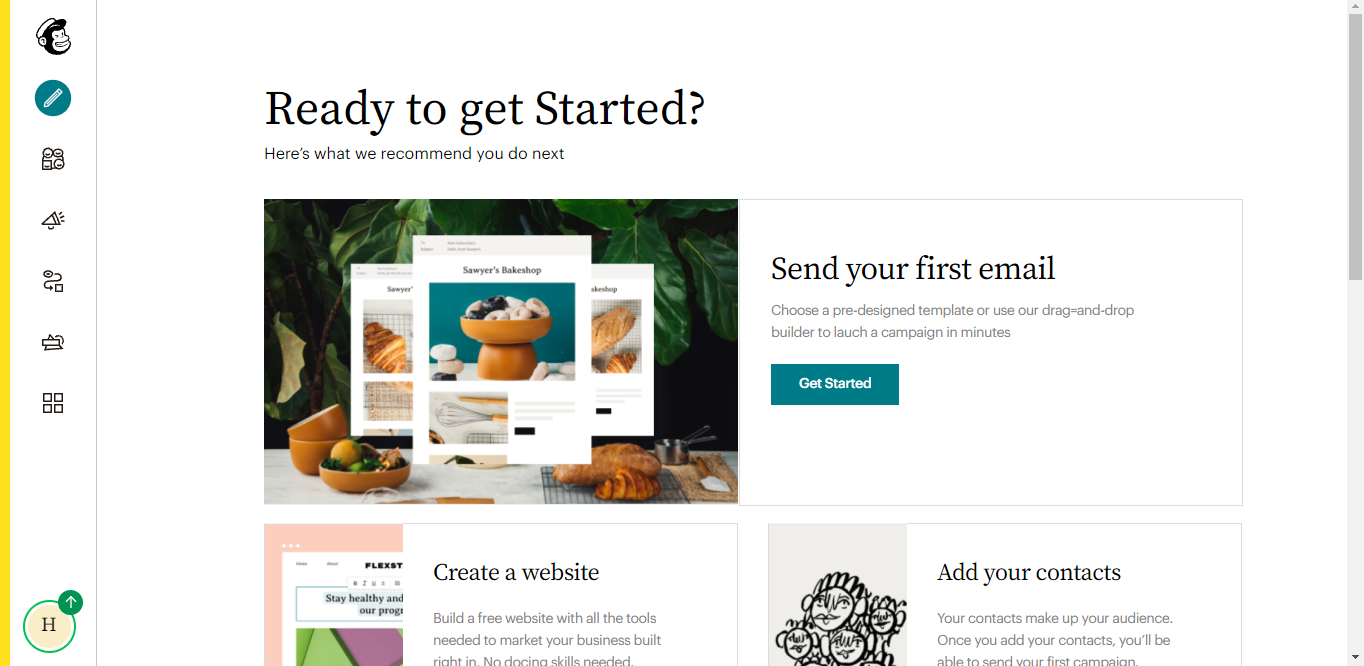 Ready to get Started?
Here's what we recommend you do next
Sawyer's Bakeshop
Sawyer'
akeshop
Send your first email
Choose a pre-designed template or use our drag=and-drop
builder to lauch a campaign in minutes
Get Started
Home About FLEXST
B I U S
Stay healthy and
our progr
Create a website
Build a free website with all the tools
needed to market your business built
right in. No docing skills needed.
Add your contacts
Your contacts make up your audience.
Once you add your contacts, you'll be
able to send your first campaign.
H